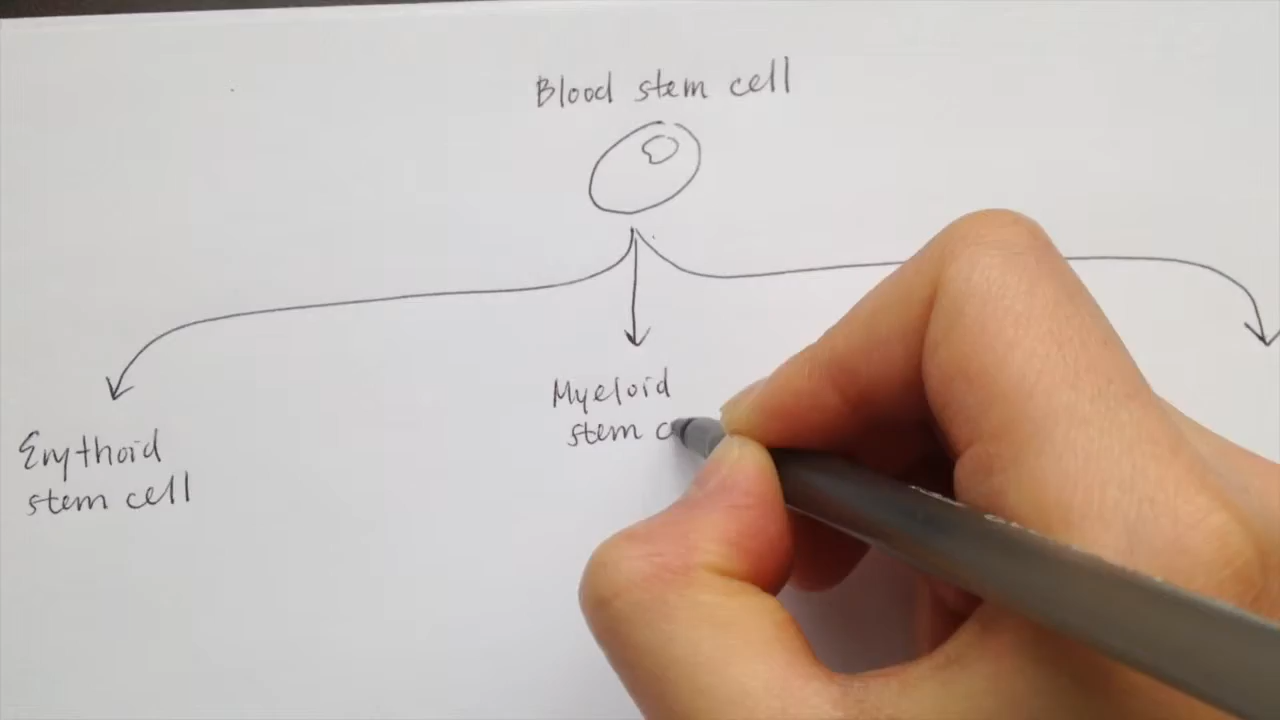 Blood stem cell
Myeloid
stem c
Erythoid
stem cell